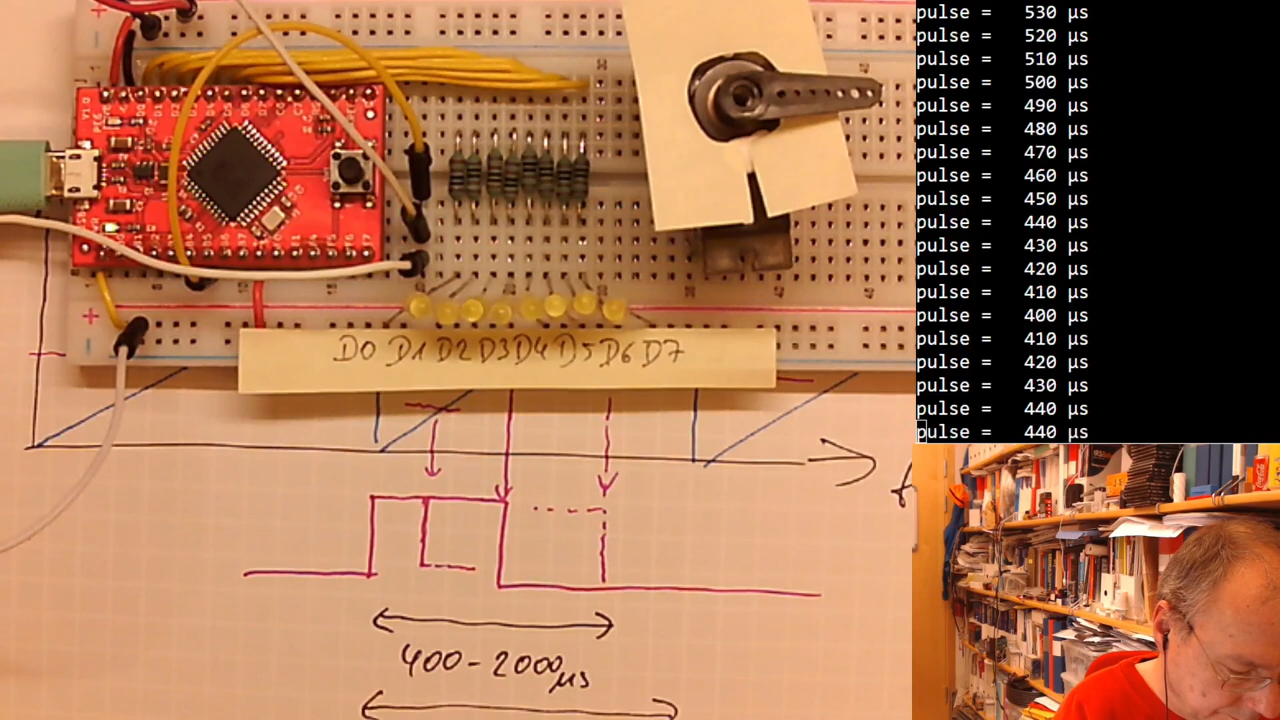 D0 D1 D2 D3 D4 D5 D6 D7
400-2000µs
pulse = 530 µs
pulse = 520 µs
pulse = 510 µs
pulse = 500 µs
pulse = 490 µs
pulse = 480 µs
pulse = 470 µs
pulse = 460 µs
pulse = 450 µs
pulse = 440 µs
pulse = 430 µs
pulse = 420 µs
pulse = 410 µs
pulse = 400 µs
pulse = 410 µs
pulse = 420 µs
pulse = 430 µs
pulse = 440 µs
pulse = 440 µs